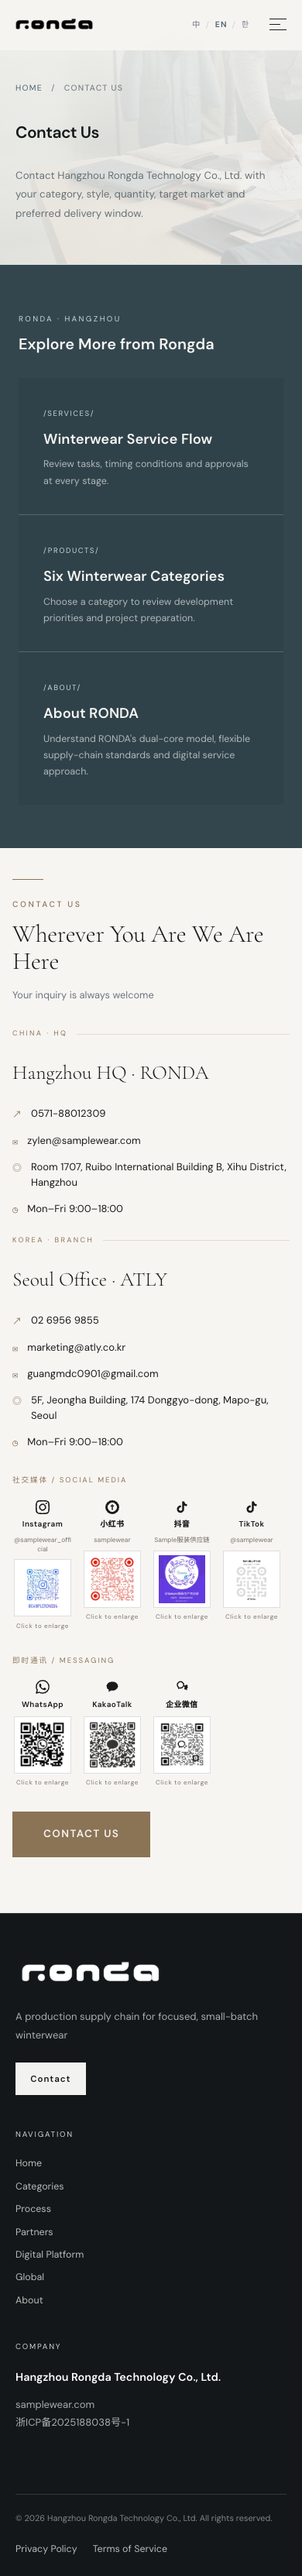 ronda
中 / EN / 한
HOME / CONTACT US
Contact Us
Contact Hangzhou Rongda Technology Co., Ltd. with
your category, style, quantity, target market and
preferred delivery window.
RONDA · HANGZHOU
Explore More from Rongda
/SERVICES/
Winterwear Service Flow
Review tasks, timing conditions and approvals
at every stage.
/PRODUCTS/
Six Winterwear Categories
Choose a category to review development
priorities and project preparation.
/ABOUT/
About RONDA
Understand RONDA's dual-core model, flexible
supply-chain standards and digital service
approach.
CONTACT US
Wherever You Are We Are
Here
Your inquiry is always welcome
CHINA · HQ
Hangzhou HQ · RONDA
0571-88012309
zylen@samplewear.com
Room 1707, Ruibo International Building B, Xihu District,
Hangzhou
Mon–Fri 9:00–18:00
KOREA · BRANCH
Seoul Office · ATLY
02 6956 9855
marketing@atly.co.kr
guangmdc0901@gmail.com
5F, Jeongha Building, 174 Donggyo-dong, Mapo-gu,
Seoul
Mon–Fri 9:00–18:00
社交媒体 / SOCIAL MEDIA
Instagram 小红书 抖音 TikTok
@samplewear_offi samplewear Sample服装供应链 @samplewear
cial
Click to enlarge Click to enlarge Click to enlarge
Click to enlarge
即时通讯 / MESSAGING
WhatsApp KakaoTalk 企业微信
Click to enlarge Click to enlarge Click to enlarge
CONTACT US
ronda
A production supply chain for focused, small-batch
winterwear
Contact
NAVIGATION
Home
Categories
Process
Partners
Digital Platform
Global
About
COMPANY
Hangzhou Rongda Technology Co., Ltd.
samplewear.com
浙ICP备2025188038号-1
© 2026 Hangzhou Rongda Technology Co., Ltd. All rights reserved.
Privacy Policy Terms of Service